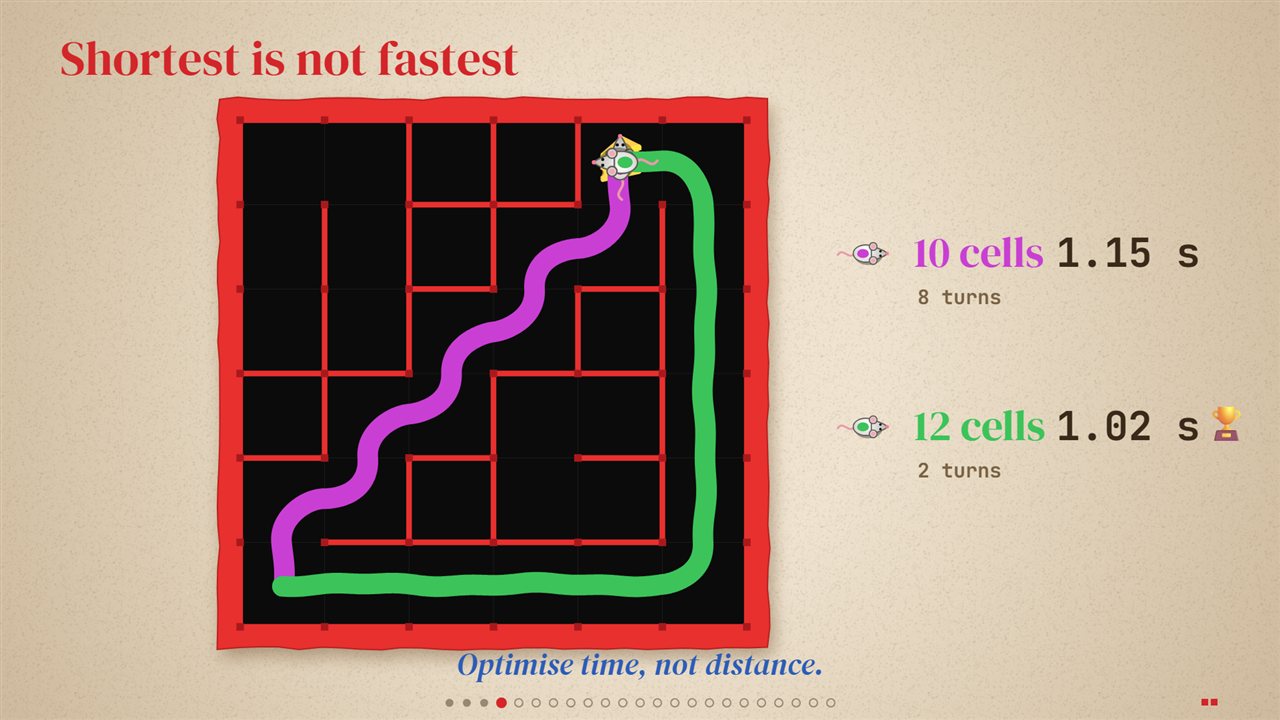 Shortest is not fastest
10 cells 1.15 s
8 turns
12 cells 1.02 s
2 turns
Optimise time, not distance.